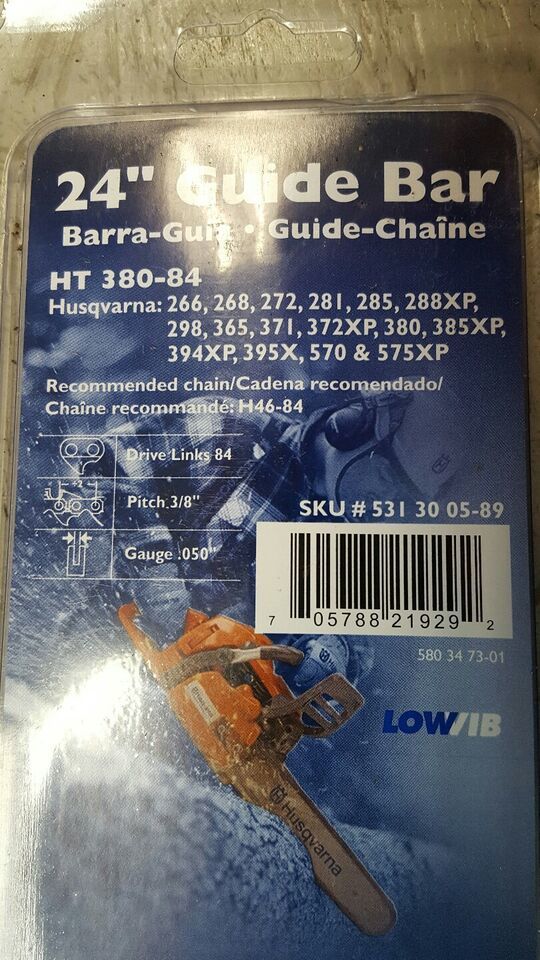 24" Guide Bar
Barra-Guía • Guide-Chaîne
HT 380-84
Husqvarna: 266, 268, 272, 281, 285, 288XP,
298, 365, 371, 372XP, 380, 385XP,
394XP, 395X, 570 & 575XP
Recommended chain/Cadena recomendado/
Chaîne recommandé: H46-84
Drive Links 84
÷2
Pitch 3/8"
Gauge .050"
SKU # 531 30 05-89
7 05788 21929 2
580 34 73-01
LOWVIB
Husqvarna